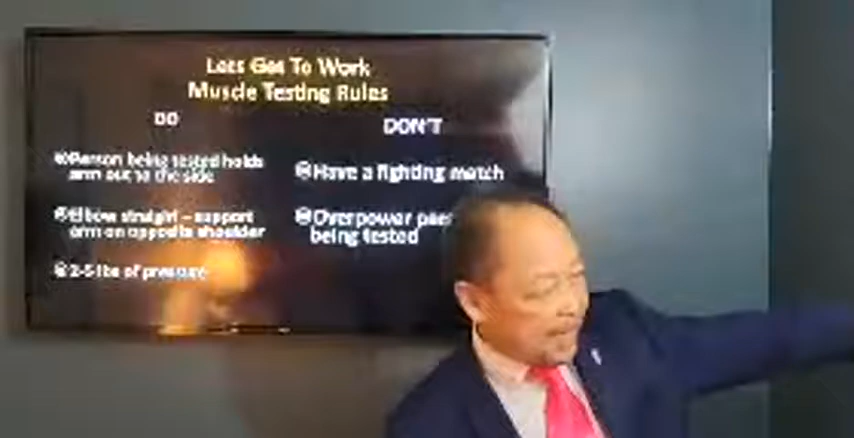 Lets Get To Work
Muscle Testing Rules
DO
Person being tested holds
arm out to the side
Elbow straight – support
arm on opposite shoulder
2-5 lbs of pressure
DON'T
Have a fighting match
Overpower
being tested